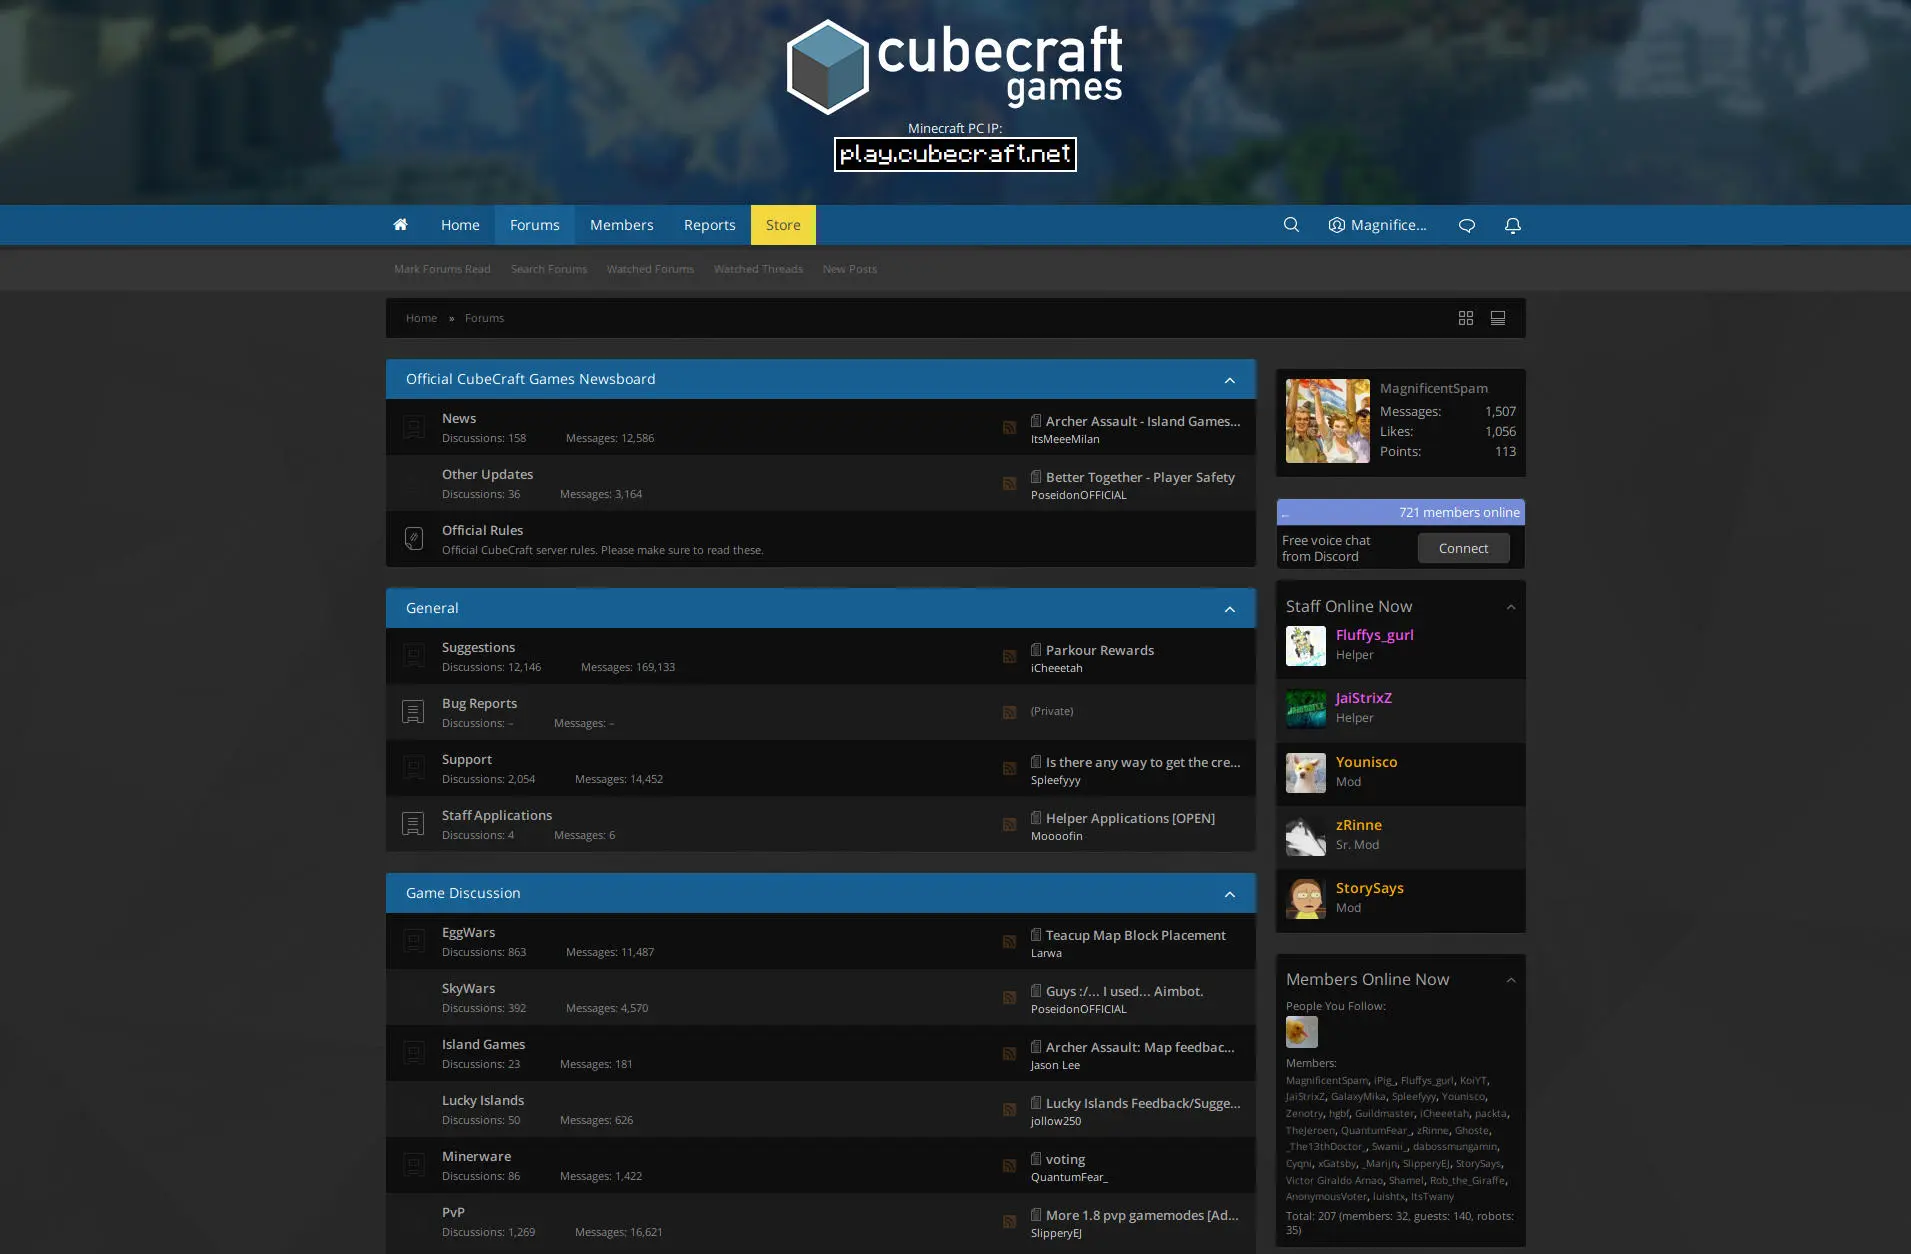 cubecraft
games
Minecraft PC IP:
play.cubecraft.net
Home Forums Members Reports Store Magnifice...
Mark Forums Read Search Forums Watched Forums Watched Threads New Posts
Home » Forums
Official CubeCraft Games Newsboard
News
Discussions: 158 Messages: 12,586
Archer Assault - Island Games...
ItsMeeeMilan
Other Updates
Discussions: 36 Messages: 3,164
Better Together - Player Safety
PoseidonOFFICIAL
Official Rules
Official CubeCraft server rules. Please make sure to read these.
General
Suggestions
Discussions: 12,146 Messages: 169,133
Parkour Rewards
iCheeetah
Bug Reports
Discussions: – Messages: –
(Private)
Support
Discussions: 2,054 Messages: 14,452
Is there any way to get the cre...
Spleefyyy
Staff Applications
Discussions: 4 Messages: 6
Helper Applications [OPEN]
Moooofin
Game Discussion
EggWars
Discussions: 863 Messages: 11,487
Teacup Map Block Placement
Larwa
SkyWars
Discussions: 392 Messages: 4,570
Guys :/... I used... Aimbot.
PoseidonOFFICIAL
Island Games
Discussions: 23 Messages: 181
Archer Assault: Map feedbac...
Jason Lee
Lucky Islands
Discussions: 50 Messages: 626
Lucky Islands Feedback/Sugge...
jollow250
Minerware
Discussions: 86 Messages: 1,422
voting
QuantumFear_
PvP
Discussions: 1,269 Messages: 16,621
More 1.8 pvp gamemodes [Ad...
SlipperyEJ
MagnificentSpam
Messages: 1,507
Likes: 1,056
Points: 113
721 members online
Free voice chat
from Discord
Connect
Staff Online Now
Fluffys_gurl
Helper
JaiStrixZ
Helper
Younisco
Mod
zRinne
Sr. Mod
StorySays
Mod
Members Online Now
People You Follow:
Members:
MagnificentSpam, iPig_, Fluffys_gurl, KoiYT,
JaiStrixZ, GalaxyMika, Spleefyyy, Younisco,
Zenotry, hgbf, Guildmaster, iCheeetah, packta,
TheJeroen, QuantumFear_, zRinne, Ghoste,
_The13thDoctor_, Swanii_, dabossmungamin,
Cyqni, xGatsby, _Marijn, SlipperyEJ, StorySays,
Victor Giraldo Arnao, Shamel, Rob_the_Giraffe,
AnonymousVoter, luishtx, ItsTwany
Total: 207 (members: 32, guests: 140, robots:
35)